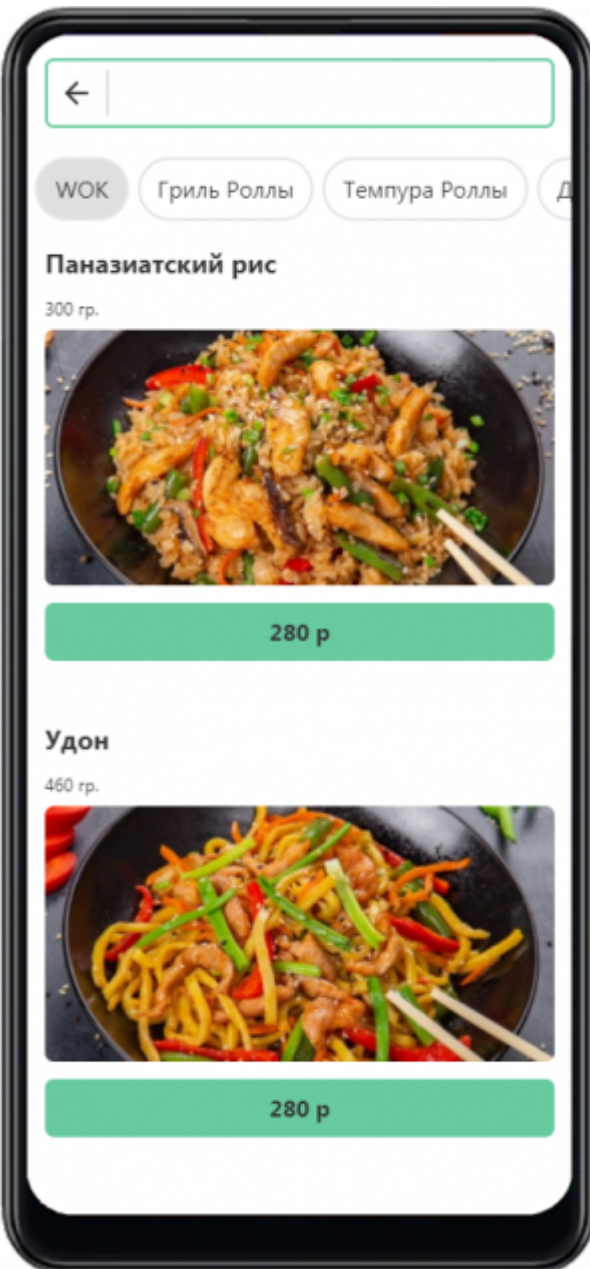 WOK
Гриль Роллы
Темпура Роллы
Паназиатский рис
300 гр.
280 р
Удон
460 гр.
280 р